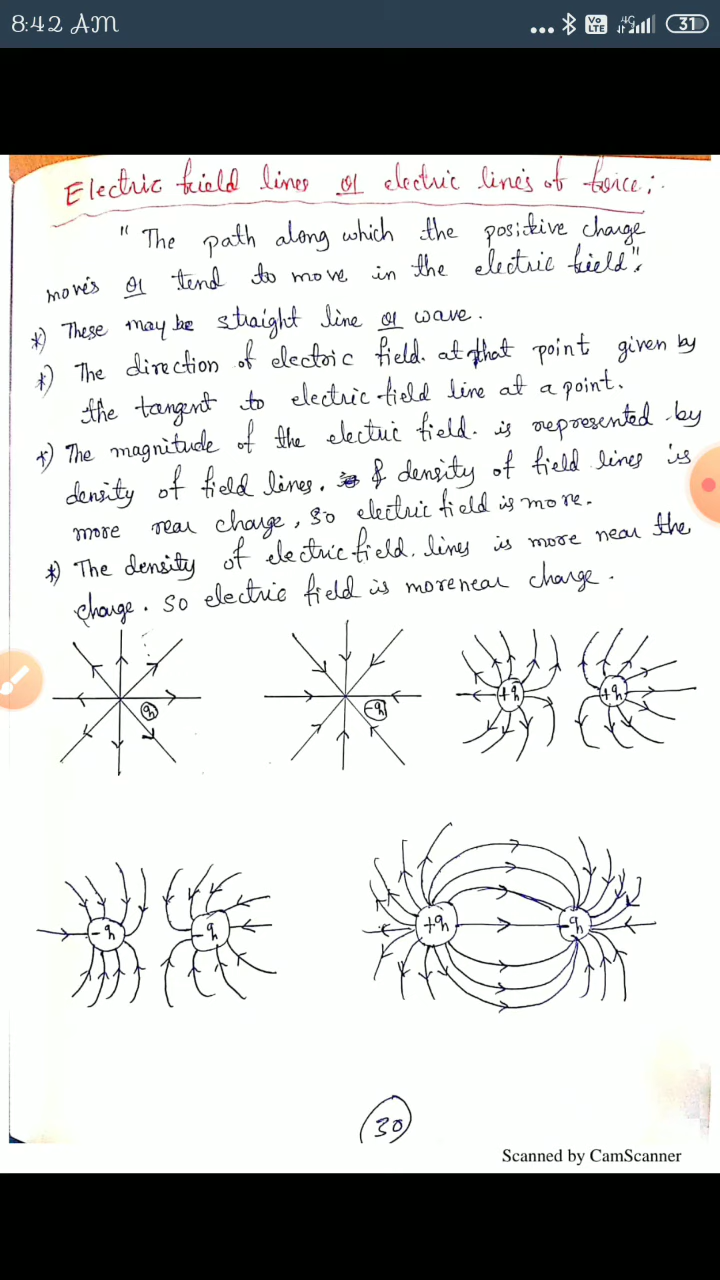 8:42 AM
... Vo LTE 4G 31
Electric field lines or electric lines of force;.
" The path along which the positive charge
moves or tend to move in the electric field".
*) These may be straight line or wave.
*) The direction of electric field. at that point given by
the tangent to electric field line at a point.
*) The magnitude of the electric field. is represented by
density of field lines. & density of field lines is
more near charge, so electric field is more.
*) The density of electric field. lines is more near the
charge. so electric field is more near charge.
q -q +q +q
-q -q +q -q
30
Scanned by CamScanner